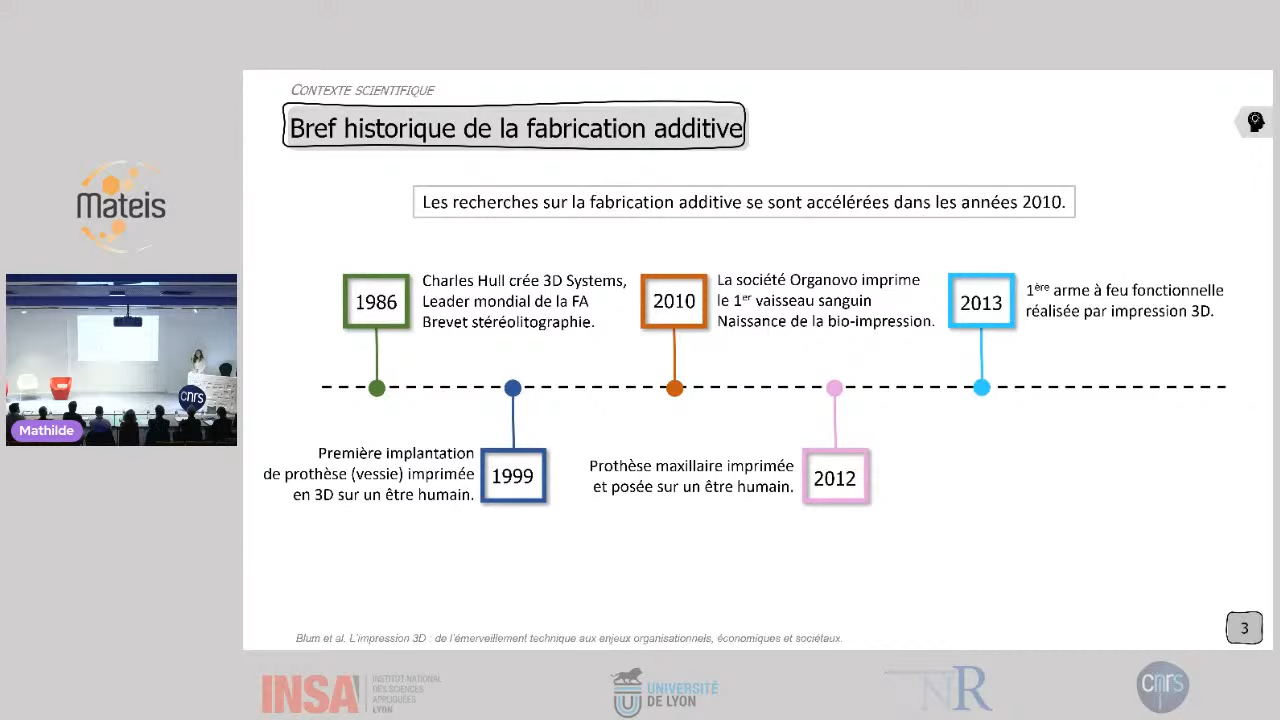 CONTEXTE SCIENTIFIQUE
Bref historique de la fabrication additive
Les recherches sur la fabrication additive se sont accélérées dans les années 2010.
1986
Charles Hull crée 3D Systems,
Leader mondial de la FA
Brevet stéréolitographie.
2010
La société Organovo imprime
le 1er vaisseau sanguin
Naissance de la bio-impression.
2013
1ère arme à feu fonctionnelle
réalisée par impression 3D.
Première implantation
de prothèse (vessie) imprimée
en 3D sur un être humain.
1999
Prothèse maxillaire imprimée
et posée sur un être humain.
2012
Blum et al. L'impression 3D : de l'émerveillement technique aux enjeux organisationnels, économiques et sociétaux.
3
Mateis
cnrs
Mathilde
INSA
INSTITUT NATIONAL
DES SCIENCES
APPLIQUÉES
LYON
UNIVERSITÉ
DE LYON
NR
cnrs